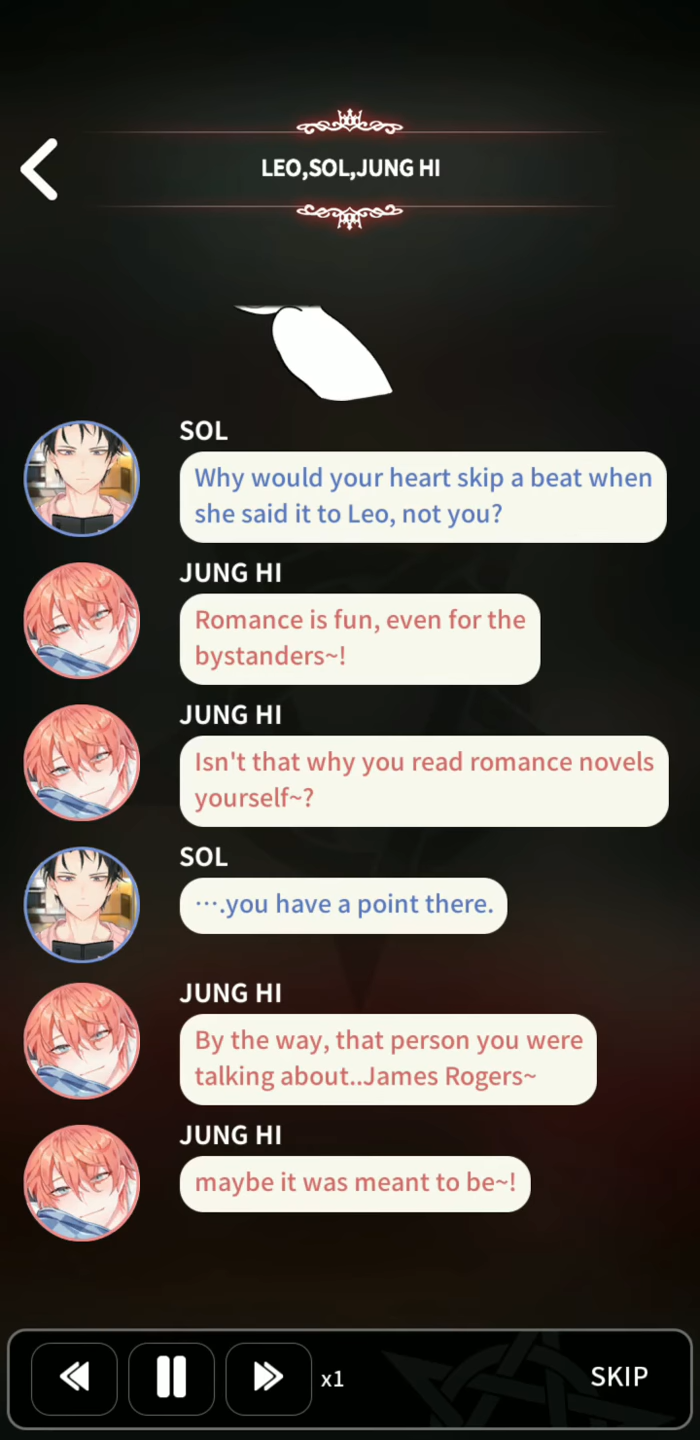 LEO,SOL,JUNG HI
SOL
Why would your heart skip a beat when
she said it to Leo, not you?
JUNG HI
Romance is fun, even for the
bystanders~!
JUNG HI
Isn't that why you read romance novels
yourself~?
SOL
….you have a point there.
JUNG HI
By the way, that person you were
talking about..James Rogers~
JUNG HI
maybe it was meant to be~!
x1
SKIP